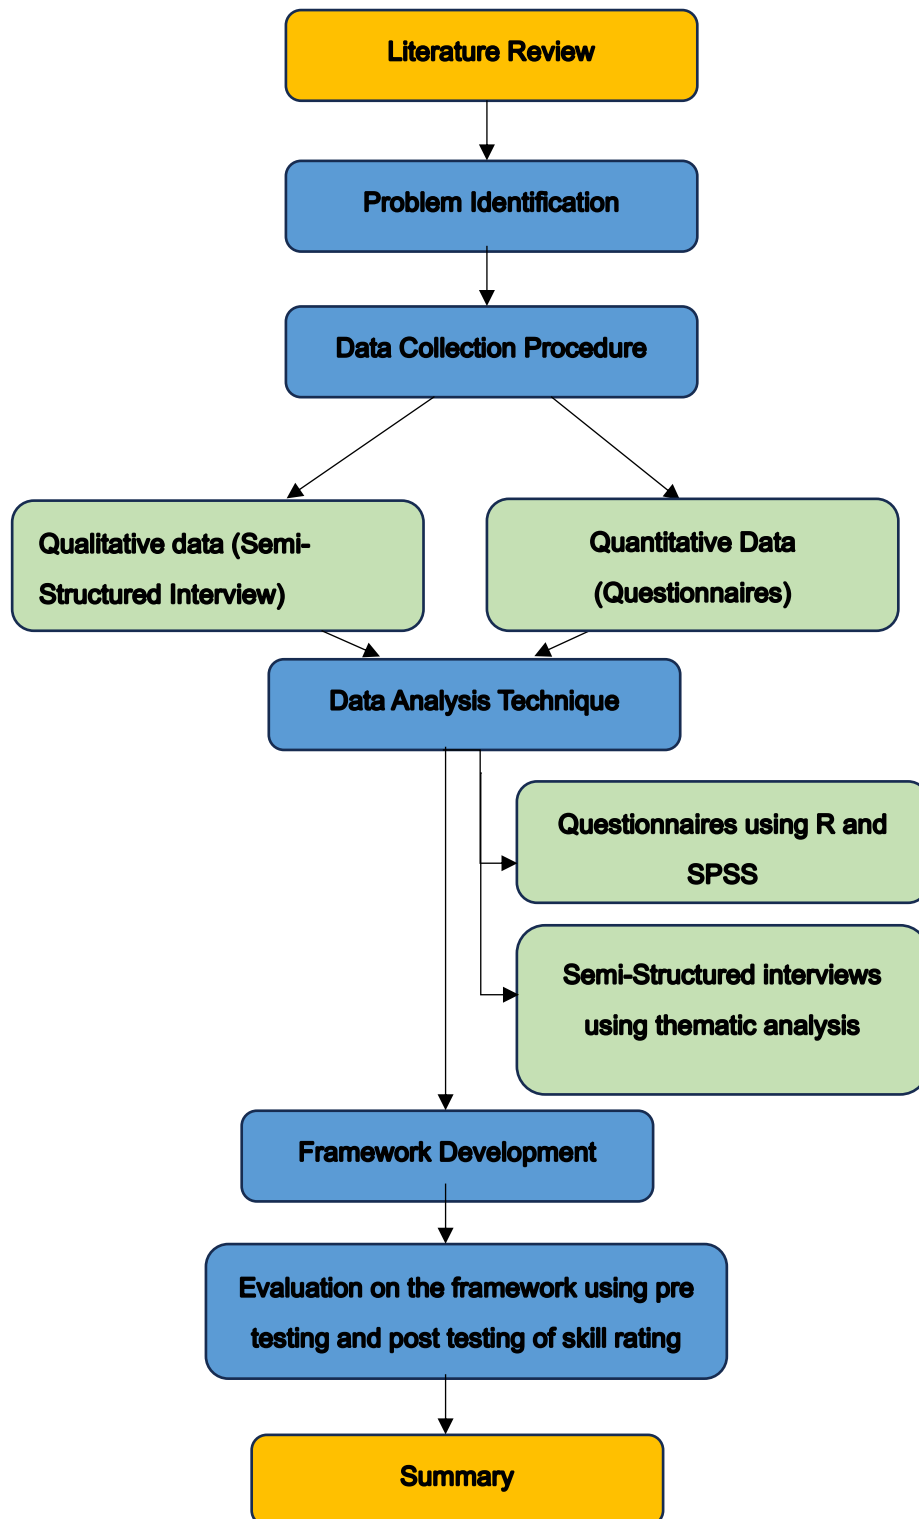 Literature Review
Problem Identification
Data Collection Procedure
Qualitative data (Semi-
Structured Interview)
Quantitative Data
(Questionnaires)
Data Analysis Technique
Questionnaires using R and
SPSS
Semi-Structured interviews
using thematic analysis
Framework Development
Evaluation on the framework using pre
testing and post testing of skill rating
Summary